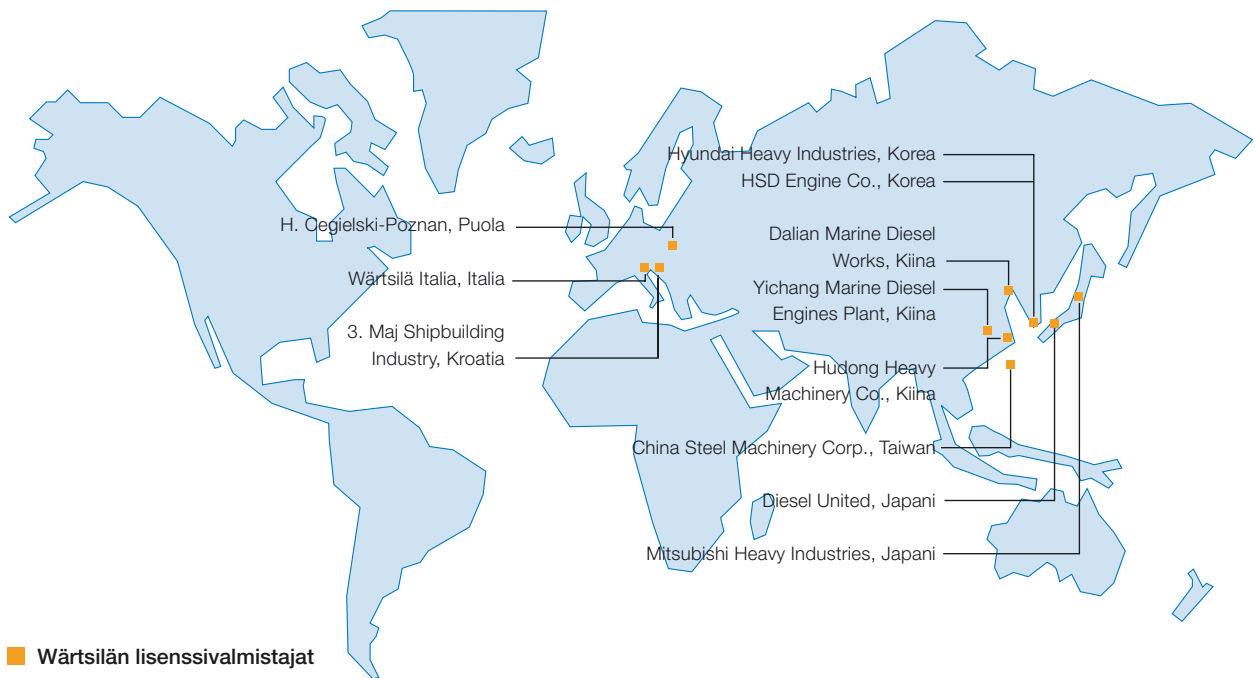 Hyundai Heavy Industries, Korea
HSD Engine Co., Korea
H. Cegielski-Poznan, Puola
Dalian Marine Diesel
Works, Kiina
Wärtsilä Italia, Italia
Yichang Marine Diesel
Engines Plant, Kiina
3. Maj Shipbuilding
Industry, Kroatia
Hudong Heavy
Machinery Co., Kiina
China Steel Machinery Corp., Taiwan
Diesel United, Japani
Mitsubishi Heavy Industries, Japani
Wärtsilän lisenssivalmistajat